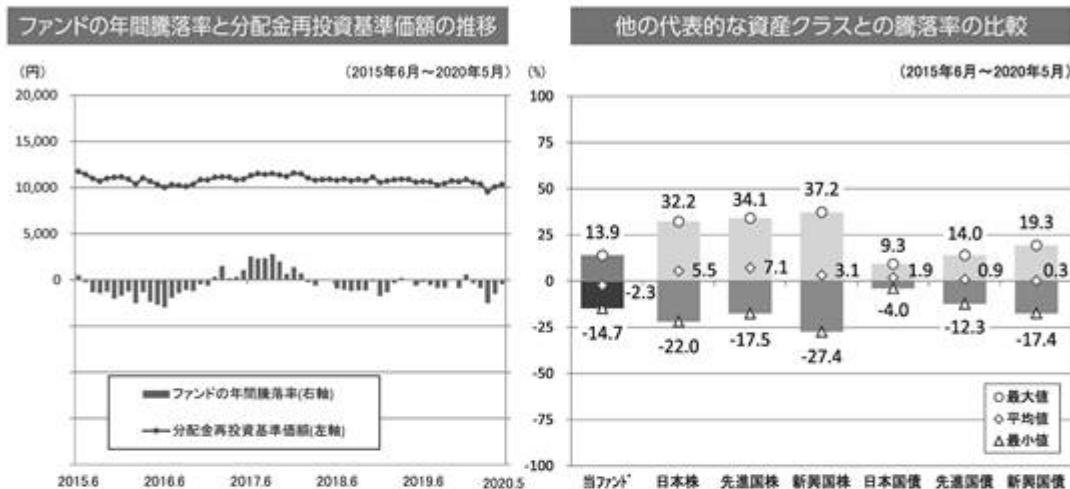 ファンドの年間騰落率と分配金再投資基準価額の推移
(円)
(2015年6月~2020年5月)
20,000
15,000
10,000
5,000
0
ファンドの年間騰落率(右軸)
分配金再投資基準価額(左軸)
2015.6 2016.6 2017.6 2018.6 2019.6 2020.5
他の代表的な資産クラスとの騰落率の比較
(%)
(2015年6月~2020年5月)
100
75
50
25
0
-25
-50
-75
-100
13.9 32.2 34.1 37.2 9.3 14.0 19.3
-2.3 5.5 7.1 3.1 1.9 0.9 0.3
-14.7 -22.0 -17.5 -27.4 -4.0 -12.3 -17.4
○最大値
◇平均値
△最小値
当ファンド 日本株 先進国株 新興国株 日本国債 先進国債 新興国債